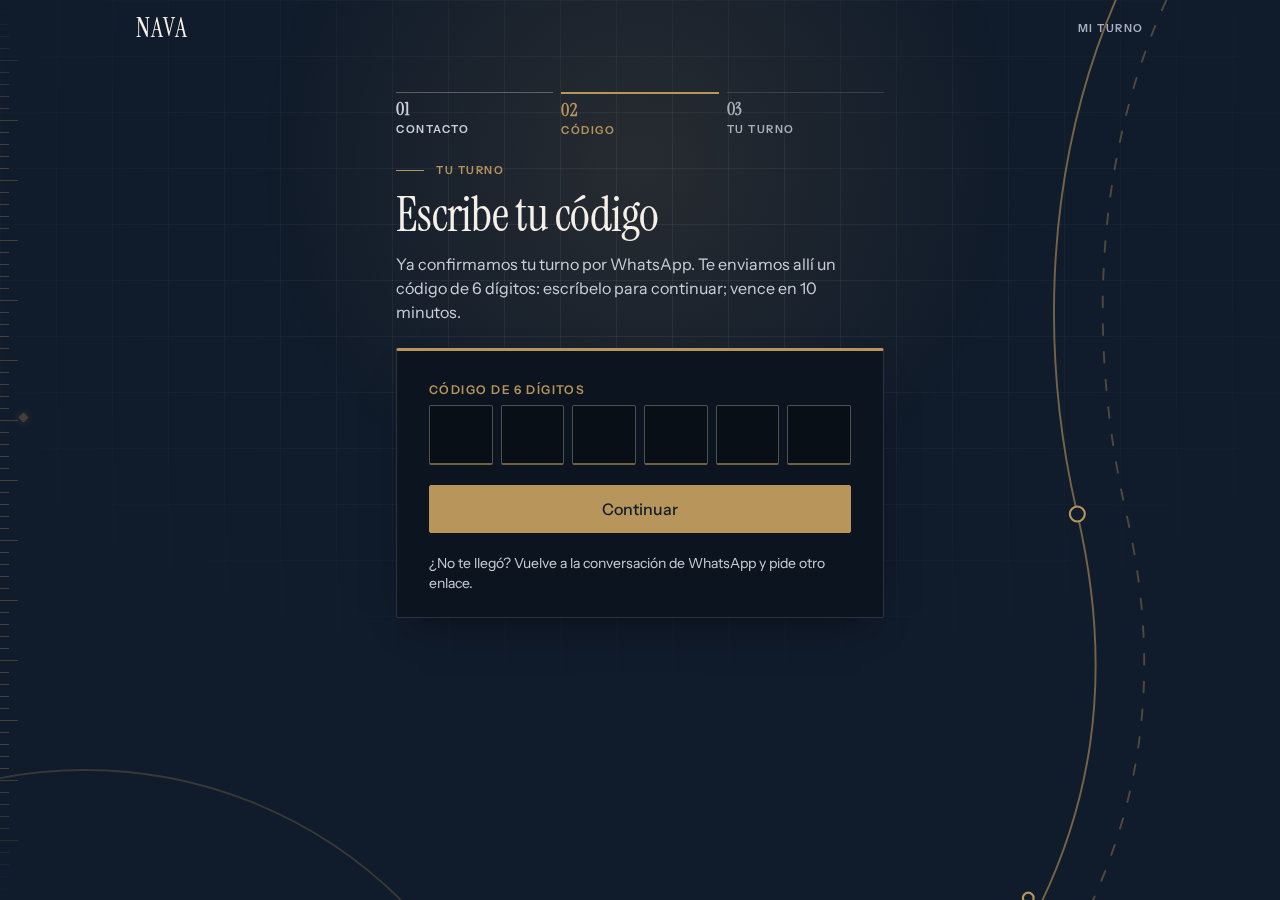 NAVA
MI TURNO
01
CONTACTO
02
CÓDIGO
03
TU TURNO
TU TURNO
Escribe tu código
Ya confirmamos tu turno por WhatsApp. Te enviamos allí un
código de 6 dígitos: escríbelo para continuar; vence en 10
minutos.
CÓDIGO DE 6 DÍGITOS
Continuar
¿No te llegó? Vuelve a la conversación de WhatsApp y pide otro
enlace.